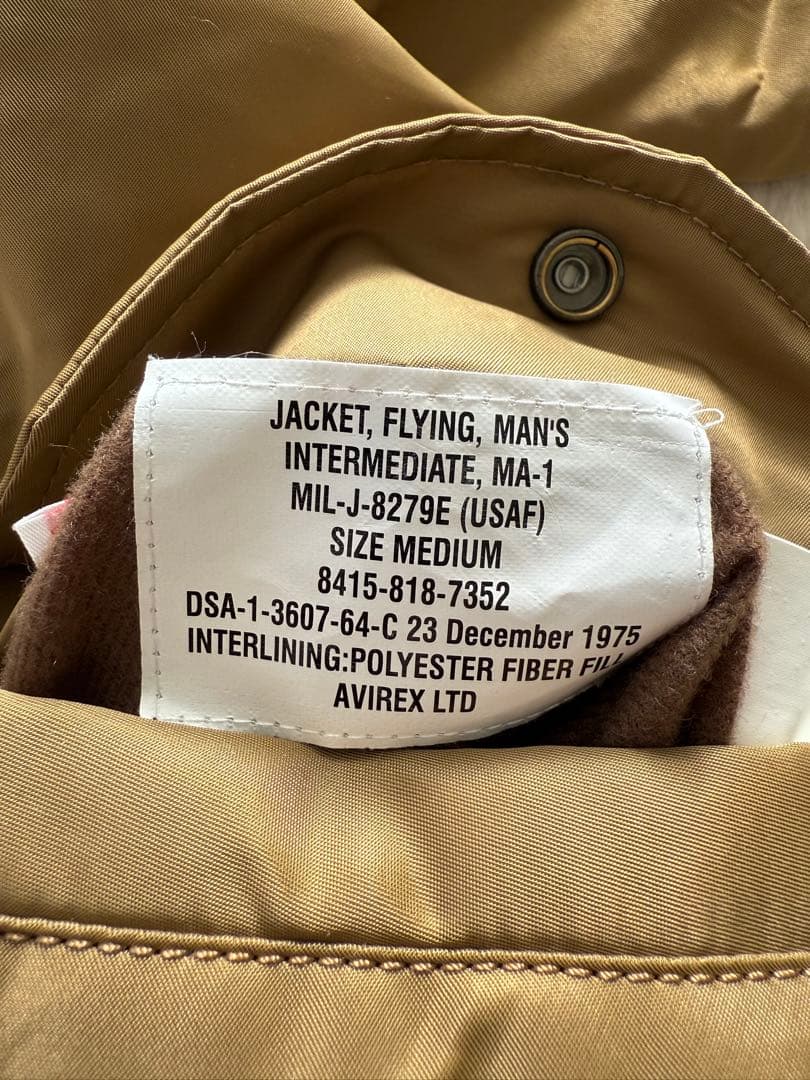 JACKET, FLYING, MAN'S
INTERMEDIATE, MA-1
MIL-J-8279E (USAF)
SIZE MEDIUM
8415-818-7352
DSA-1-3607-64-C 23 December 1975
INTERLINING:POLYESTER FIBER FILL
AVIREX LTD